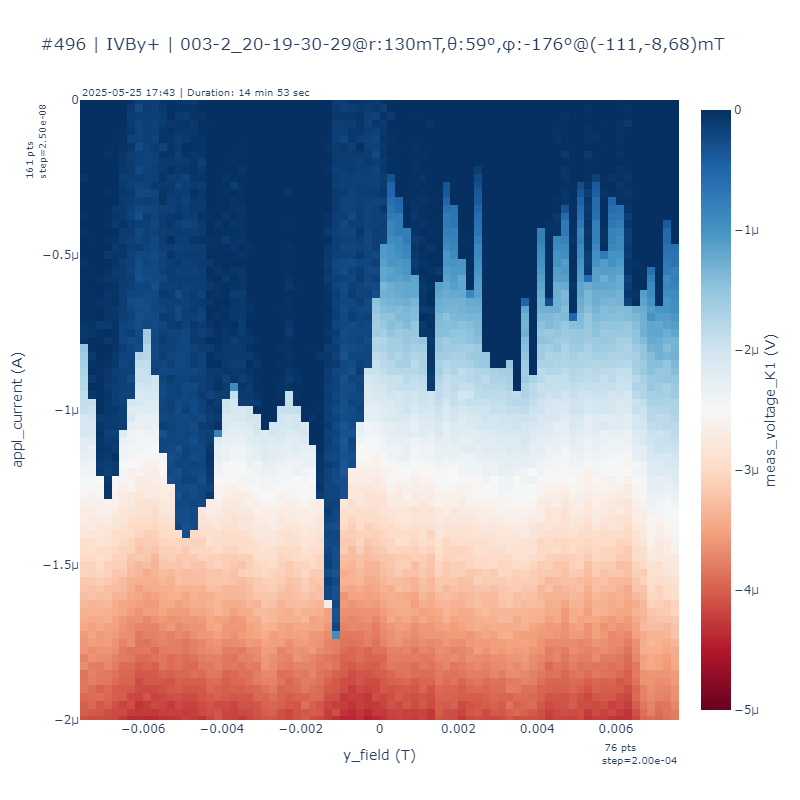 #496 | IVBy+ | 003-2_20-19-30-29@r:130mT,θ:59°,φ:-176°@(-111,-8,68)mT
2025-05-25 17:43 | Duration: 14 min 53 sec
161 pts
step=2.50e-08
appl_current (A)
0
−0.5μ
−1μ
−1.5μ
−2μ
−0.006
−0.004
−0.002
0
0.002
0.004
0.006
y_field (T)
76 pts
step=2.00e-04
0
−1μ
−2μ
−3μ
−4μ
−5μ
meas_voltage_K1 (V)